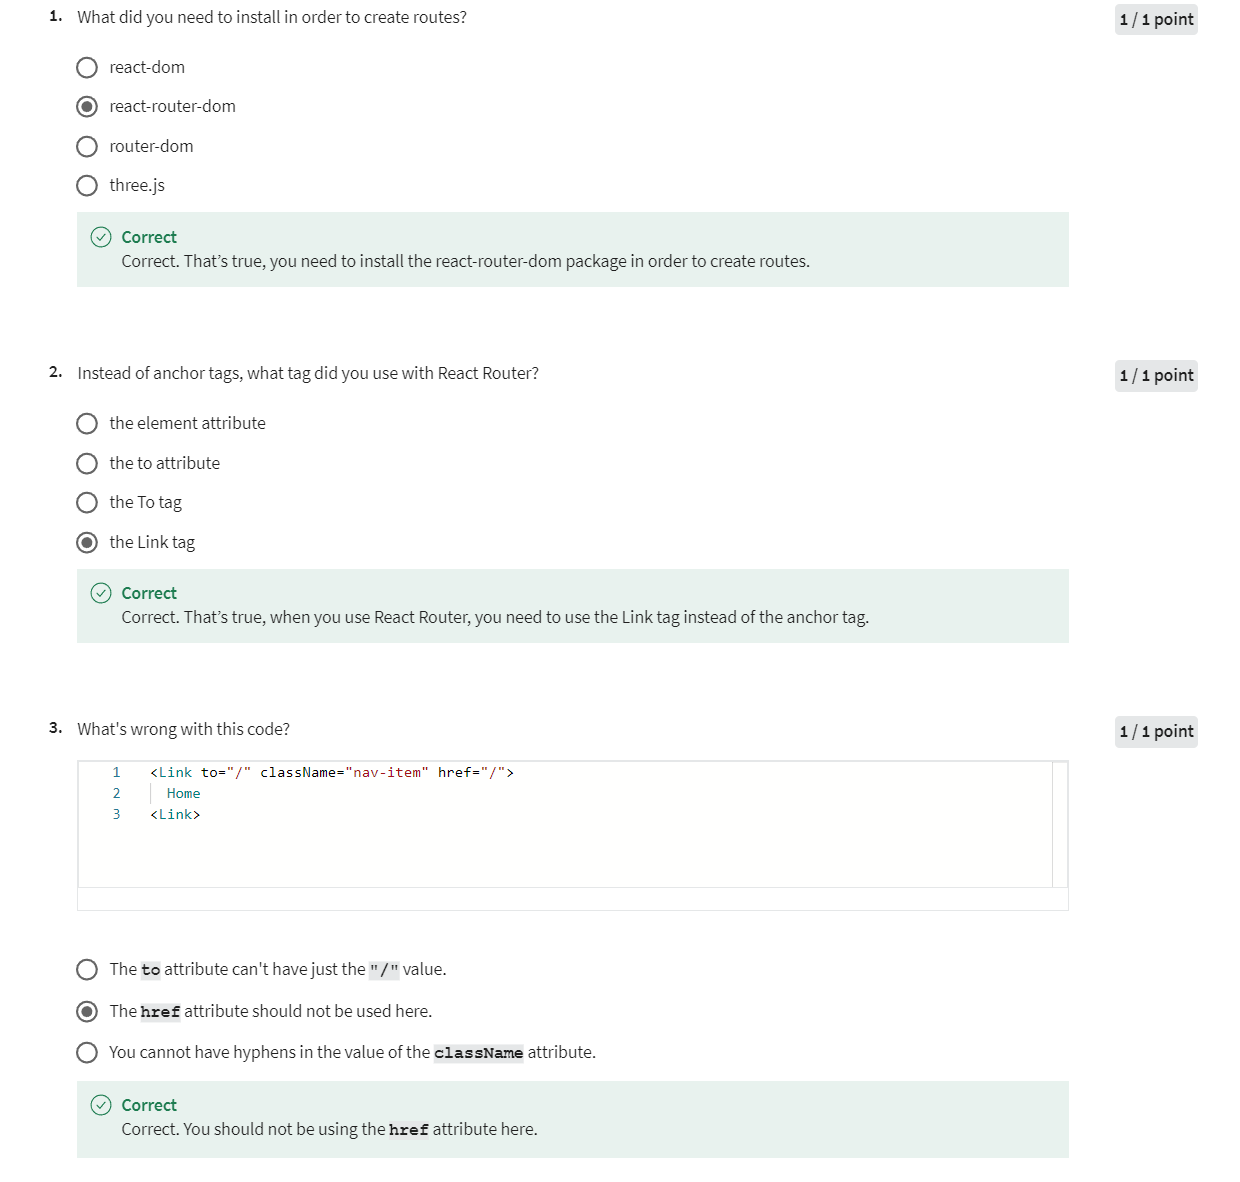 1. What did you need to install in order to create routes?
1 / 1 point
react-dom
react-router-dom
router-dom
three.js
Correct
Correct. That’s true, you need to install the react-router-dom package in order to create routes.
2. Instead of anchor tags, what tag did you use with React Router?
1 / 1 point
the element attribute
the to attribute
the To tag
the Link tag
Correct
Correct. That’s true, when you use React Router, you need to use the Link tag instead of the anchor tag.
3. What's wrong with this code?
1 / 1 point
1 <Link to="/" className="nav-item" href="/">
2 Home
3 <Link>
The to attribute can't have just the "/" value.
The href attribute should not be used here.
You cannot have hyphens in the value of the className attribute.
Correct
Correct. You should not be using the href attribute here.